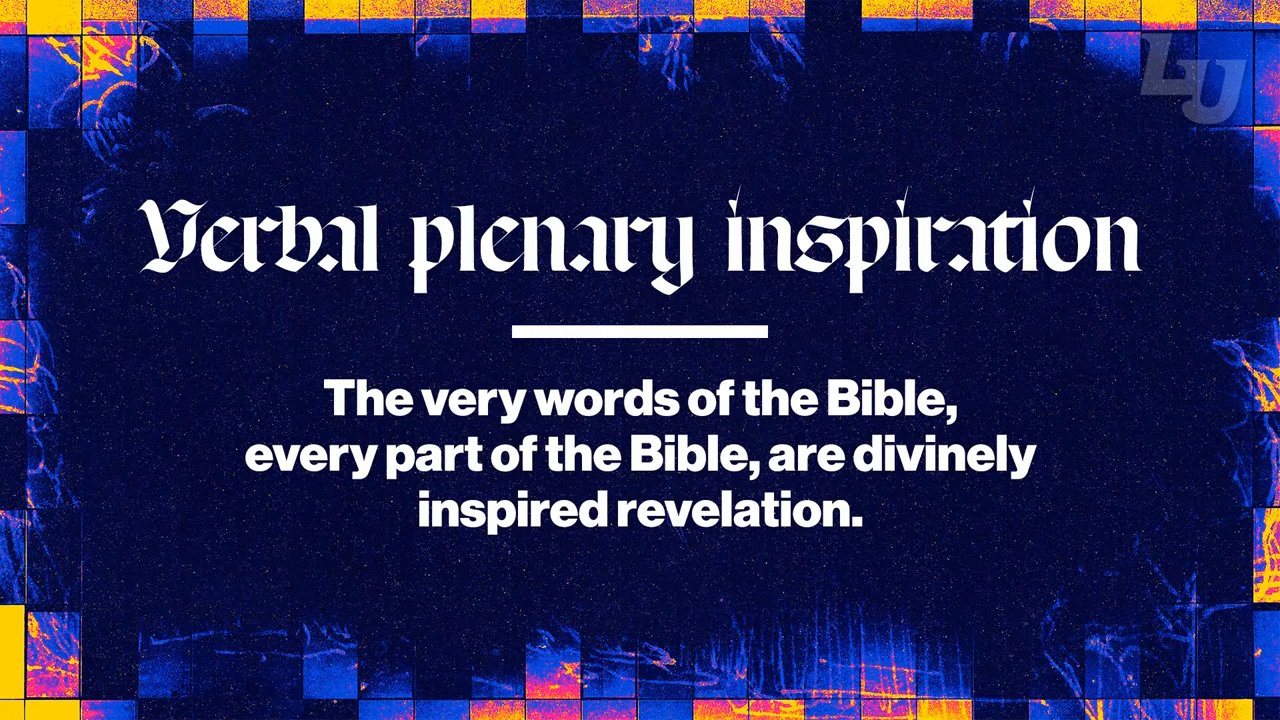 LU
Verbal plenary inspiration
The very words of the Bible,
every part of the Bible, are divinely
inspired revelation.